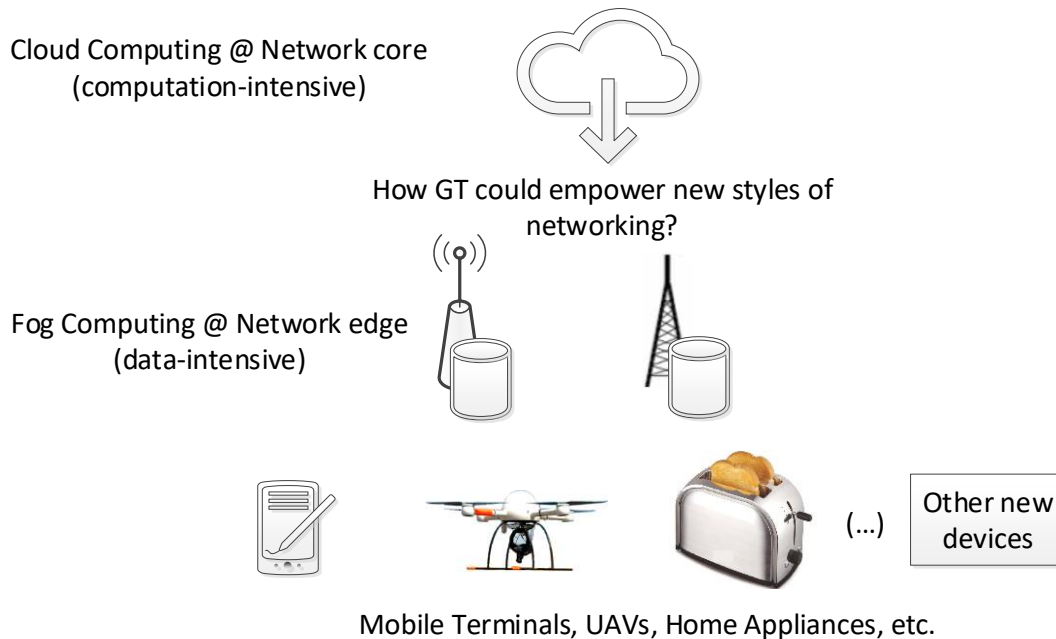 Cloud Computing @ Network core
(computation-intensive)
How GT could empower new styles of
networking?
Fog Computing @ Network edge
(data-intensive)
(...)
Other new
devices
Mobile Terminals, UAVs, Home Appliances, etc.